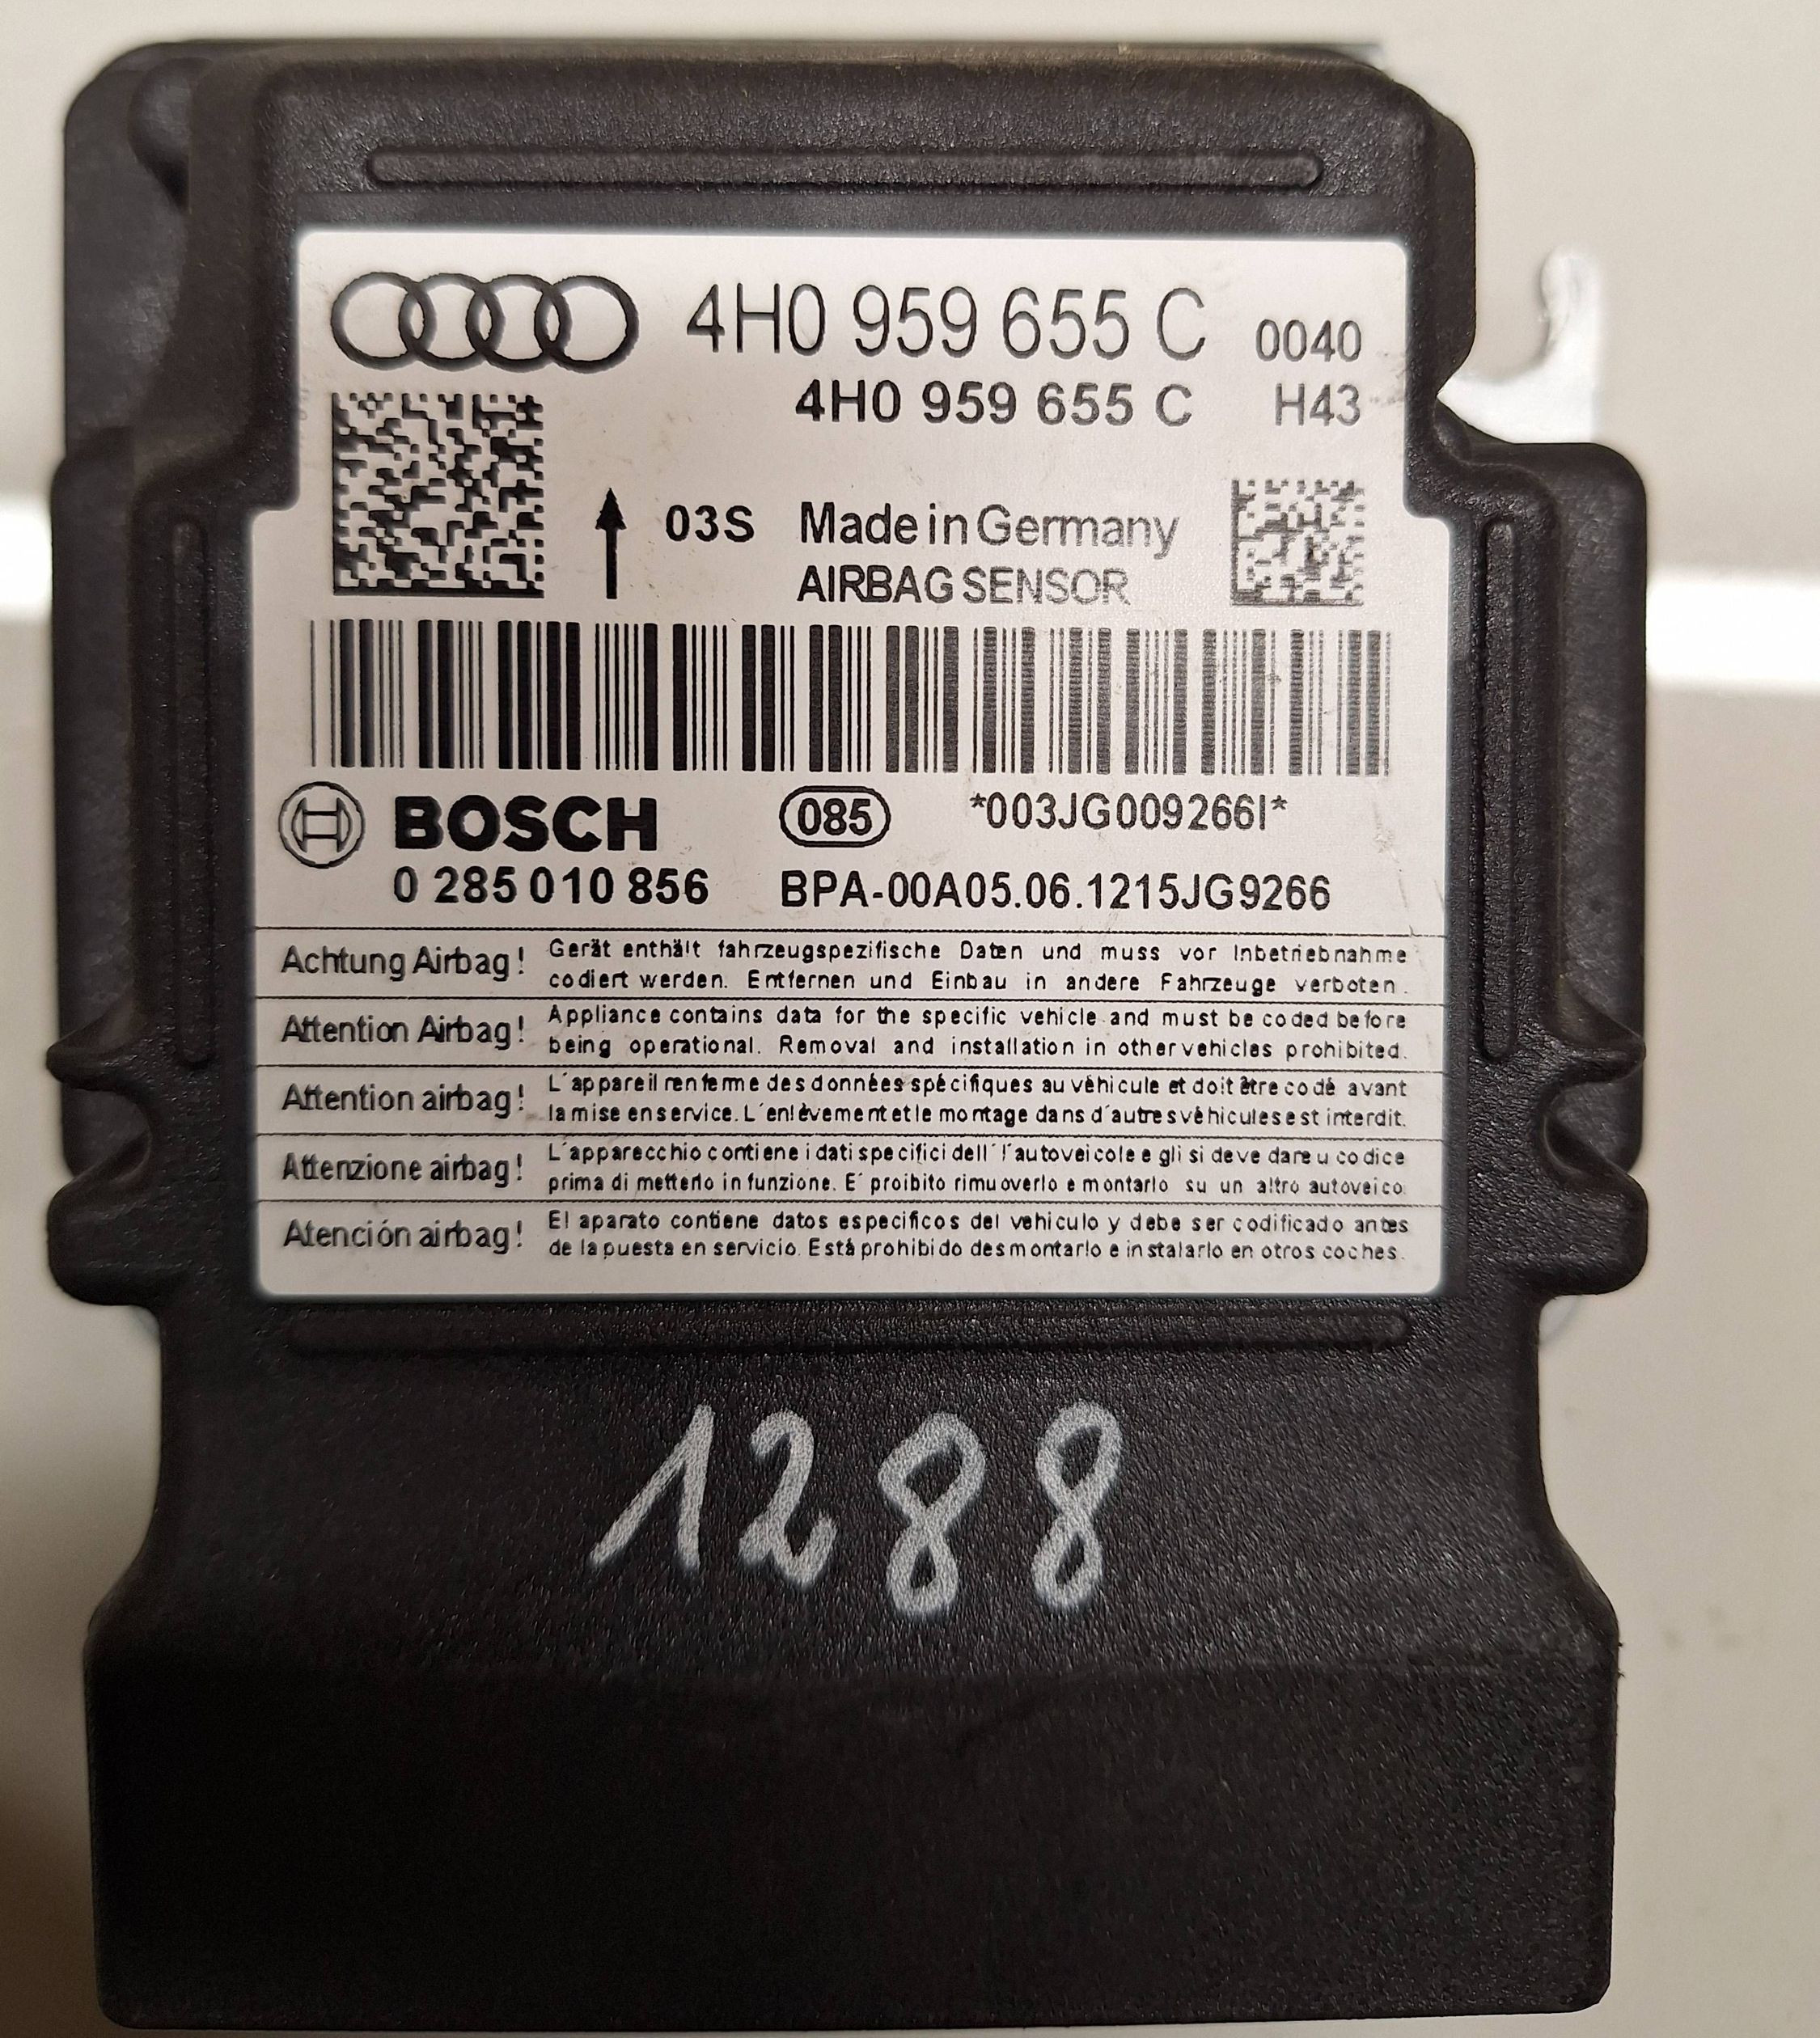 4H0 959 655 C 0040
4H0 959 655 C H43
03S Made in Germany
AIRBAG SENSOR
BOSCH 085 *003JG009266I*
0 285 010 856 BPA-00A05.06.1215JG9266
Achtung Airbag! Gerät enthält fahrzeugspezifische Daten und muss vor Inbetriebnahme
codiert werden. Entfernen und Einbau in andere Fahrzeuge verboten.
Attention Airbag! Appliance contains data for the specific vehicle and must be coded before
being operational. Removal and installation in other vehicles prohibited.
Attention airbag! L´appareil renferme des données spécifiques au véhicule et doit être codé avant
la mise en service. L´enlèvement et le montage dans d´autres véhicules est interdit.
Attenzione airbag! L´apparecchio contiene i dati specifici dell´l´autoveicole e gli si deve dare u codice
prima di metterlo in funzione. E´ proibito rimuoverlo e montarlo su un altro autoveico
Atención airbag! El aparato contiene datos especificos del vehiculo y debe ser codificado antes
de la puesta en servicio. Está prohibido desmontarlo e instalarlo en otros coches.
1288